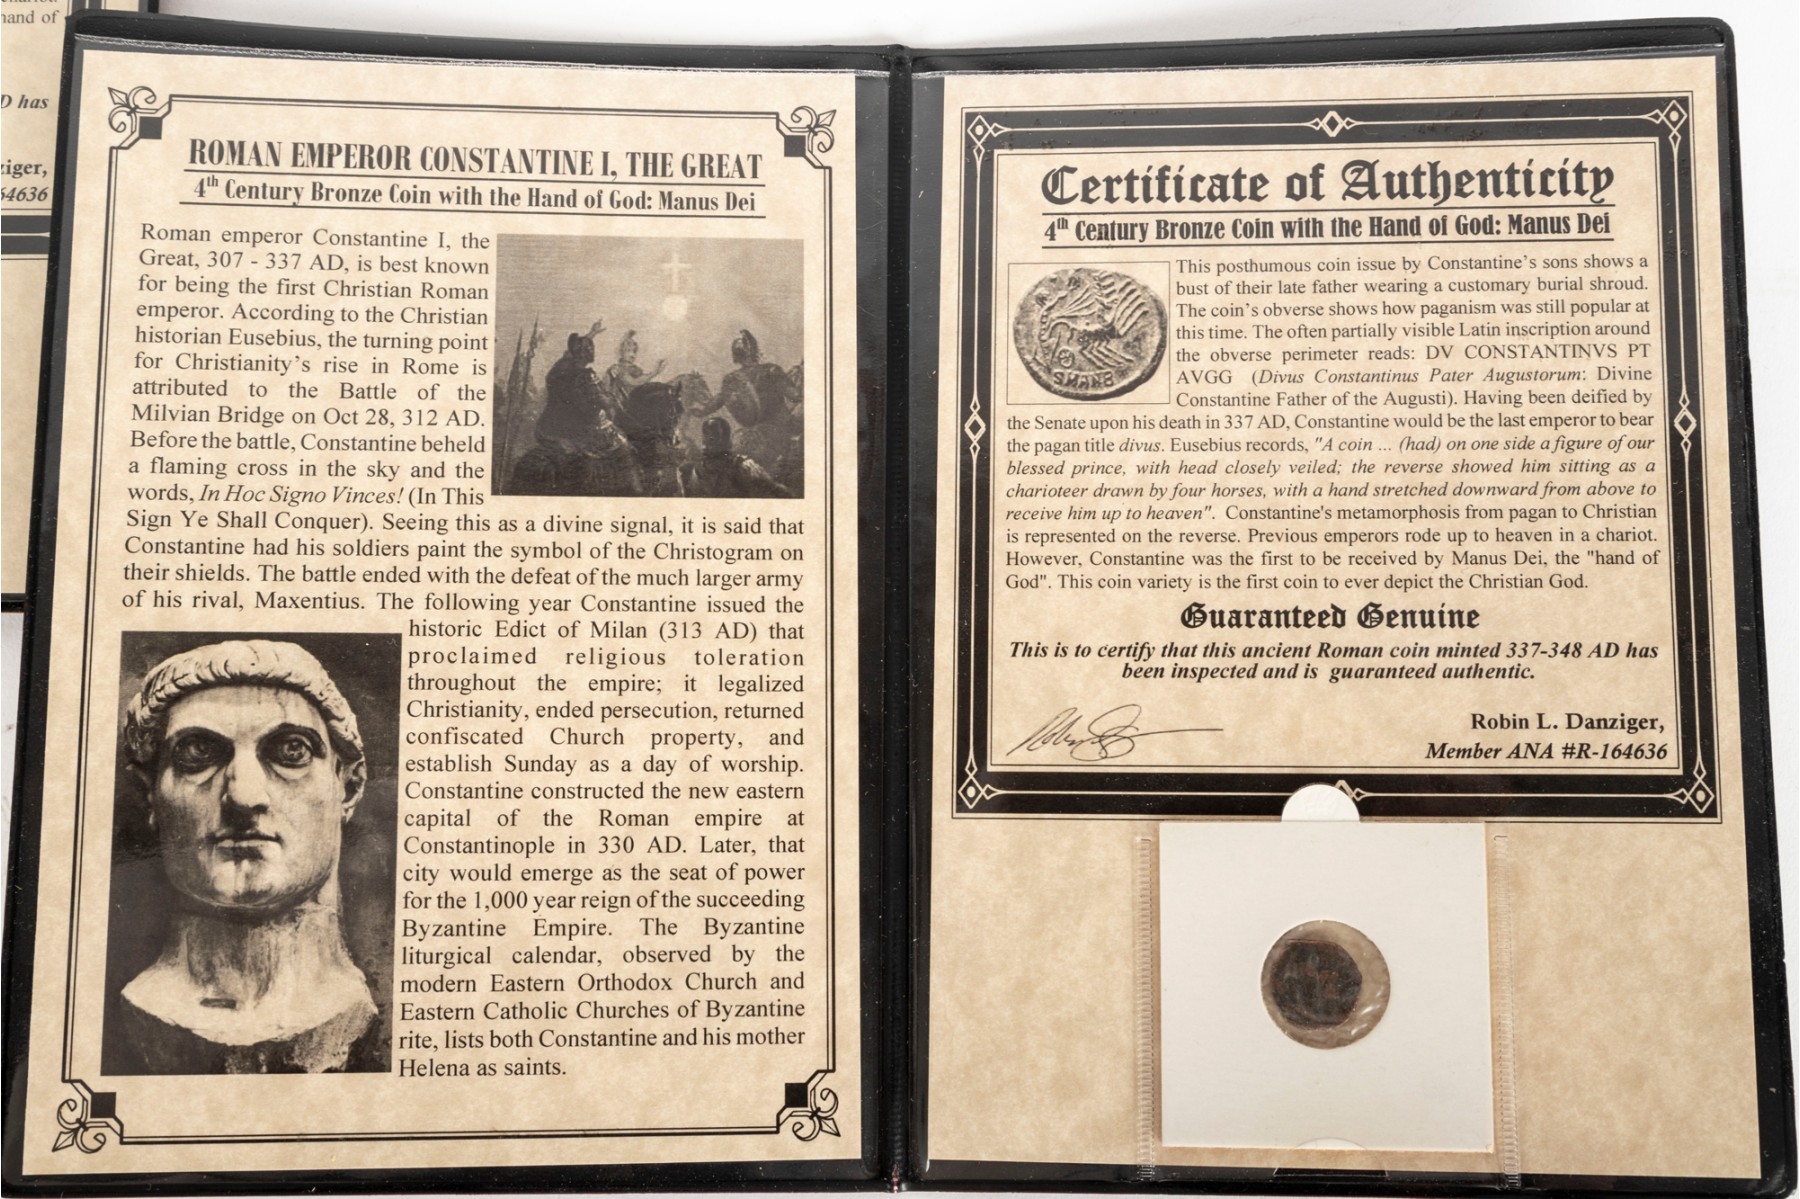 hand of
D has
ziger,
64636
ROMAN EMPEROR CONSTANTINE I, THE GREAT
4th Century Bronze Coin with the Hand of God: Manus Dei
Roman emperor Constantine I, the
Great, 307 - 337 AD, is best known
for being the first Christian Roman
emperor. According to the Christian
historian Eusebius, the turning point
for Christianity's rise in Rome is
attributed to the Battle of the
Milvian Bridge on Oct 28, 312 AD.
Before the battle, Constantine beheld
a flaming cross in the sky and the
words, In Hoc Signo Vinces! (In This
Sign Ye Shall Conquer). Seeing this as a divine signal, it is said that
Constantine had his soldiers paint the symbol of the Christogram on
their shields. The battle ended with the defeat of the much larger army
of his rival, Maxentius. The following year Constantine issued the
historic Edict of Milan (313 AD) that
proclaimed religious toleration
throughout the empire; it legalized
Christianity, ended persecution, returned
confiscated Church property, and
establish Sunday as a day of worship.
Constantine constructed the new eastern
capital of the Roman empire at
Constantinople in 330 AD. Later, that
city would emerge as the seat of power
for the 1,000 year reign of the succeeding
Byzantine Empire. The Byzantine
liturgical calendar, observed by the
modern Eastern Orthodox Church and
Eastern Catholic Churches of Byzantine
rite, lists both Constantine and his mother
Helena as saints.
Certificate of Authenticity
4th Century Bronze Coin with the Hand of God: Manus Dei
This posthumous coin issue by Constantine's sons shows a
bust of their late father wearing a customary burial shroud.
The coin's obverse shows how paganism was still popular at
this time. The often partially visible Latin inscription around
the obverse perimeter reads: DV CONSTANTINVS PT
AVGG (Divus Constantinus Pater Augustorum: Divine
Constantine Father of the Augusti). Having been deified by
the Senate upon his death in 337 AD, Constantine would be the last emperor to bear
the pagan title divus. Eusebius records, "A coin ... (had) on one side a figure of our
blessed prince, with head closely veiled; the reverse showed him sitting as a
charioteer drawn by four horses, with a hand stretched downward from above to
receive him up to heaven". Constantine's metamorphosis from pagan to Christian
is represented on the reverse. Previous emperors rode up to heaven in a chariot.
However, Constantine was the first to be received by Manus Dei, the "hand of
God". This coin variety is the first coin to ever depict the Christian God.
Guaranteed Genuine
This is to certify that this ancient Roman coin minted 337-348 AD has
been inspected and is guaranteed authentic.
Robin L. Danziger,
Member ANA #R-164636